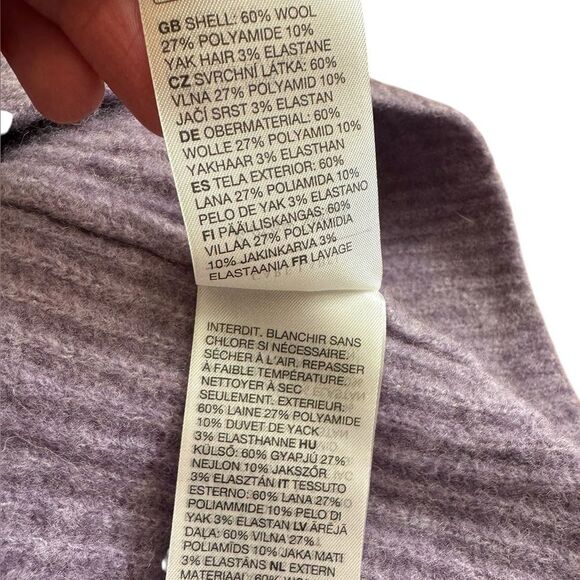 GB SHELL: 60% WOOL
27% POLYAMIDE 10%
YAK HAIR 3% ELASTANE
CZ SVRCHNÍ LÁTKA: 60%
VLNA 27% POLYAMID 10%
JAČÍ SRST 3% ELASTAN
DE OBERMATERIAL: 60%
WOLLE 27% POLYAMID 10%
YAKHAAR 3% ELASTHAN
ES TELA EXTERIOR: 60%
LANA 27% POLIAMIDA 10%
PELO DE YAK 3% ELASTANO
FI PÄÄLLISKANGAS: 60%
VILLAA 27% POLYAMIDIA
10% JAKINKARVA 3%
ELASTAANIA FR LAVAGE
INTERDIT. BLANCHIR SANS
CHLORE SI NÉCESSAIRE.
SÉCHER À L'AIR. REPASSER
À FAIBLE TEMPÉRATURE.
NETTOYER À SEC
SEULEMENT. EXTERIEUR:
60% LAINE 27% POLYAMIDE
10% DUVET DE YACK
3% ELASTHANNE HU
KÜLSŐ: 60% GYAPJÚ 27%
NEJLON 10% JAKSZŐR
3% ELASZTÁN IT TESSUTO
ESTERNO: 60% LANA 27%
POLIAMMIDE 10% PELO DI
YAK 3% ELASTAN LV ĀRĒJĀ
DAĻA: 60% VILNA 27%
POLIAMĪDS 10% JAKA MATI
3% ELASTĀNS NL EXTERN
MATERIAAL: 60% WOL